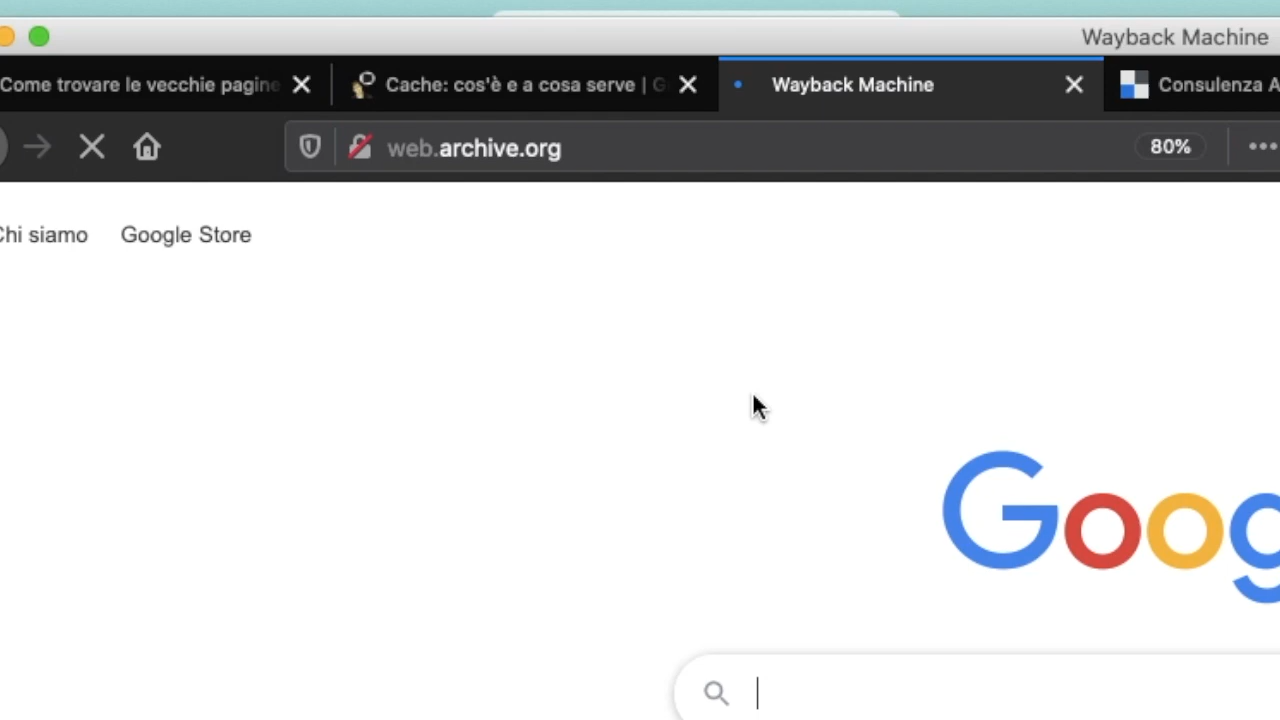 Wayback Machine
Come trovare le vecchie pagine
Cache: cos'è e a cosa serve | G
Wayback Machine
Consulenza A
web.archive.org
80%
Chi siamo
Google Store
Goog